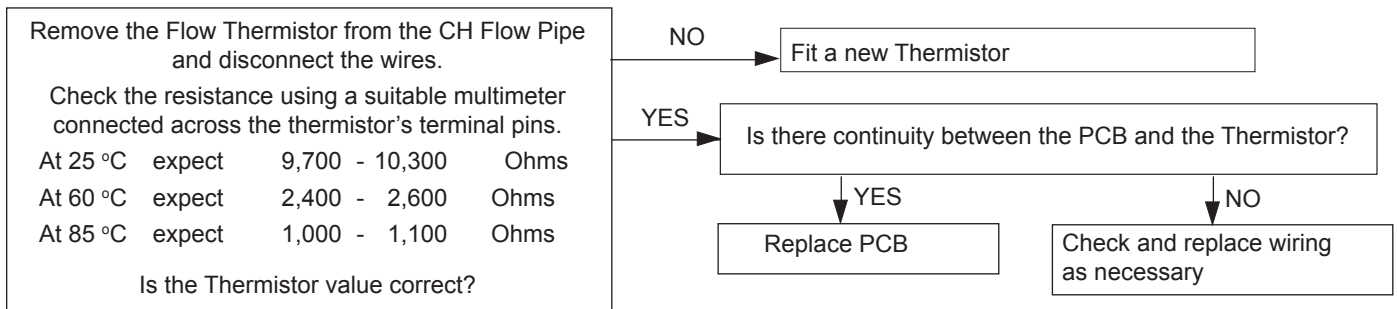 Remove the Flow Thermistor from the CH Flow Pipe
and disconnect the wires.
Check the resistance using a suitable multimeter
connected across the thermistor's terminal pins.
At 25 °C expect 9,700 - 10,300 Ohms
At 60 °C expect 2,400 - 2,600 Ohms
At 85 °C expect 1,000 - 1,100 Ohms
Is the Thermistor value correct?
NO
Fit a new Thermistor
YES
Is there continuity between the PCB and the Thermistor?
YES
Replace PCB
NO
Check and replace wiring
as necessary